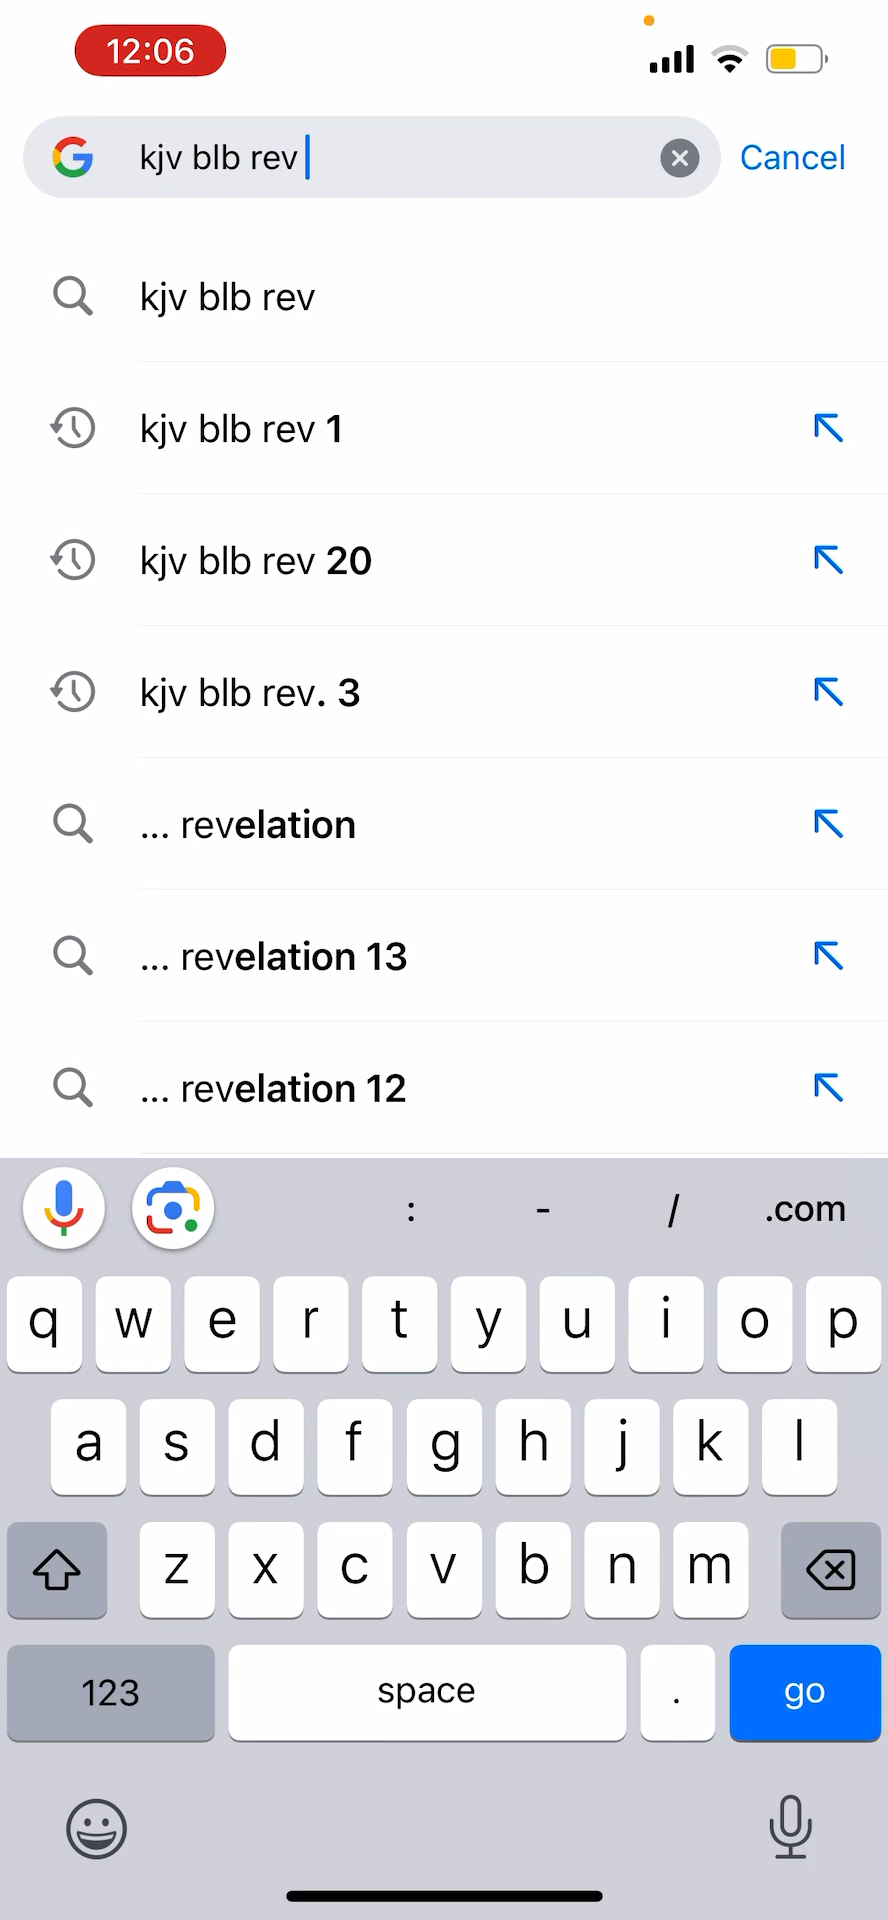 12:06
kjv blb rev
Cancel
kjv blb rev
kjv blb rev 1
kjv blb rev 20
kjv blb rev. 3
... revelation
... revelation 13
... revelation 12
: - / .com
q w e r t y u i o p
a s d f g h j k l
z x c v b n m
123 space . go